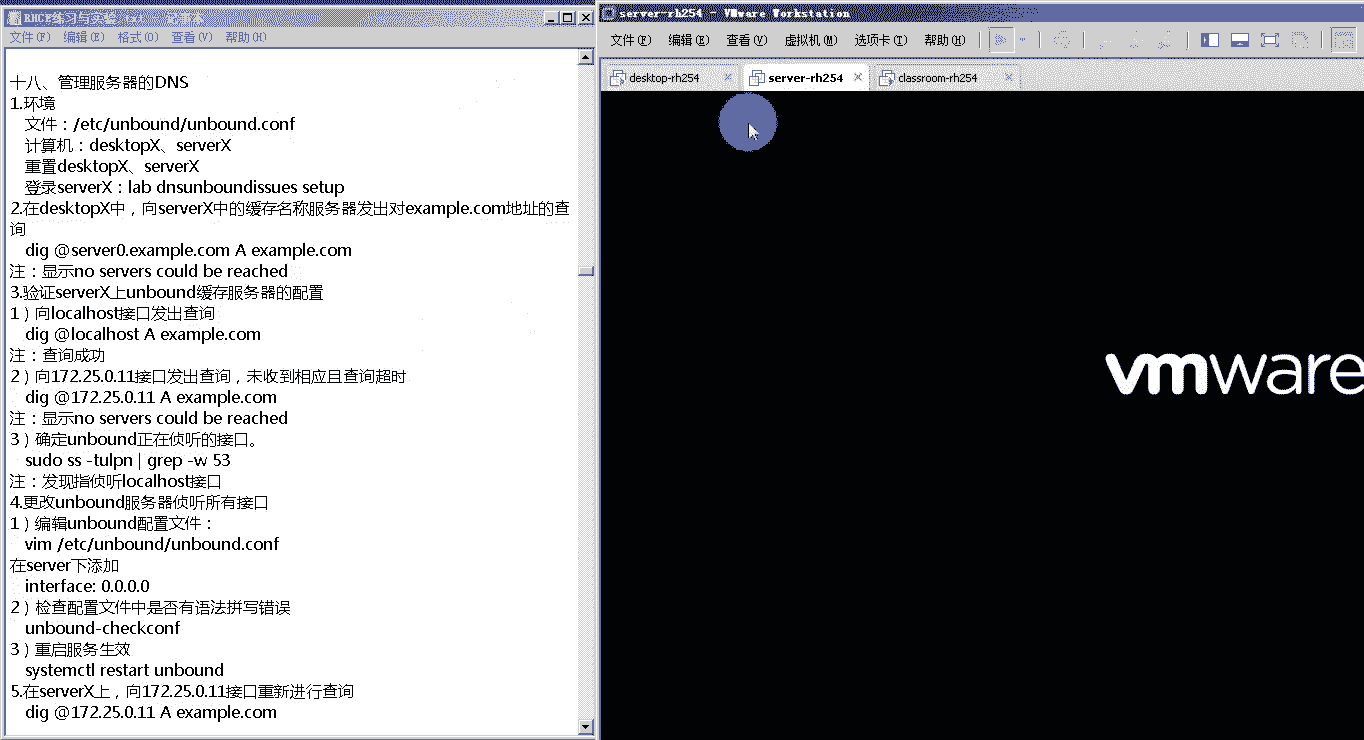 RHCE练习与实验.txt - 记事本
文件(F) 编辑(E) 格式(O) 查看(V) 帮助(H)
十八、管理服务器的DNS
1.环境
文件：/etc/unbound/unbound.conf
计算机：desktopX、serverX
重置desktopX、serverX
登录serverX：lab dnsunboundissues setup
2.在desktopX中，向serverX中的缓存名称服务器发出对example.com地址的查
询
dig @server0.example.com A example.com
注：显示no servers could be reached
3.验证serverX上unbound缓存服务器的配置
1）向localhost接口发出查询
dig @localhost A example.com
注：查询成功
2）向172.25.0.11接口发出查询，未收到相应且查询超时
dig @172.25.0.11 A example.com
注：显示no servers could be reached
3）确定unbound正在侦听的接口。
sudo ss -tulpn | grep -w 53
注：发现指侦听localhost接口
4.更改unbound服务器侦听所有接口
1）编辑unbound配置文件：
vim /etc/unbound/unbound.conf
在server下添加
interface: 0.0.0.0
2）检查配置文件中是否有语法拼写错误
unbound-checkconf
3）重启服务生效
systemctl restart unbound
5.在serverX上，向172.25.0.11接口重新进行查询
dig @172.25.0.11 A example.com
server-rh254 - VMware Workstation
文件(F) 编辑(E) 查看(V) 虚拟机(M) 选项卡(T) 帮助(H)
desktop-rh254 server-rh254 classroom-rh254
vmware